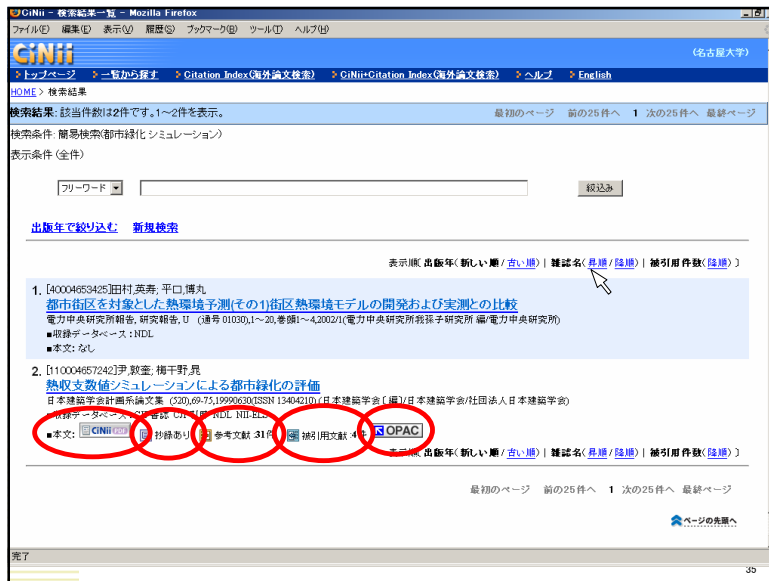 CiNii - 検索結果一覧 - Mozilla Firefox
ファイル(F) 編集(E) 表示(V) 履歴(S) ブックマーク(B) ツール(T) ヘルプ(H)
CiNii
(名古屋大学)
トップページ 一覧から探す Citation Index(海外論文検索) CiNii+Citation Index(海外論文検索) ヘルプ English
HOME > 検索結果
検索結果: 該当件数は2件です。1～2件を表示。 最初のページ 前の25件へ 1 次の25件へ 最終ページ
検索条件: 簡易検索(都市緑化 シミュレーション)
表示条件 (全件)
フリーワード 絞込み
出版年で絞り込む 新規検索
表示順〔 出版年(新しい順 / 古い順) | 雑誌名(昇順 / 降順) | 被引用件数(降順) 〕
1. [40004653425]田村,英寿; 平口,博丸
都市街区を対象とした熱環境予測(その1)街区熱環境モデルの開発および実測との比較
電力中央研究所報告, 研究報告, U (通号 01030),1～20,巻頭1～4,2002/1(電力中央研究所我孫子研究所 編/電力中央研究所)
■収録データベース : NDL
■本文: なし
2. [110004657242]尹,敦奎; 梅干野,晁
熱収支数値シミュレーションによる都市緑化の評価
日本建築学会計画系論文集 (520),69-75,19990630(ISSN 13404210) (日本建築学会〔編〕/日本建築学会/社団法人日本建築学会)
■収録データベース : NDL NII-ELS
■本文: CiNii PDF 抄録あり 参考文献 :31件 被引用文献 :4件 OPAC
表示順〔 出版年(新しい順 / 古い順) | 雑誌名(昇順 / 降順) | 被引用件数(降順) 〕
最初のページ 前の25件へ 1 次の25件へ 最終ページ
ページの先頭へ
完了
35